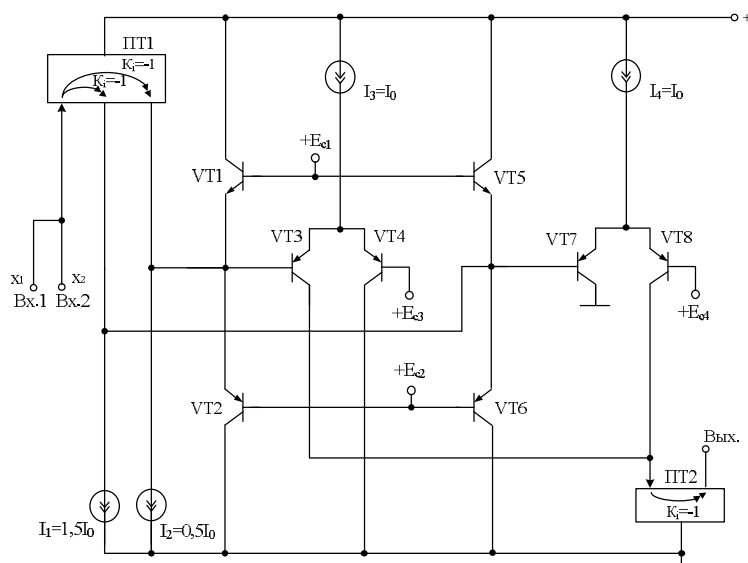 ПТ1
+
Ki=-1
Ki=-1
I3=I0
I4=I0
+Ec1
VT1
VT5
VT3
VT4
VT7
VT8
x1
x2
Вх.1
Вх.2
+Ec3
+Ec4
+Ec2
VT2
VT6
Вых.
ПТ2
Ki=-1
I1=1,5I0
I2=0,5I0